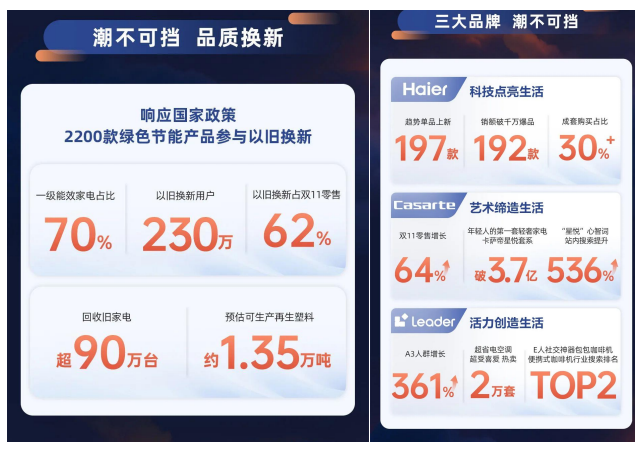 潮不可挡 品质换新
响应国家政策
2200款绿色节能产品参与以旧换新
一级能效家电占比
70%
以旧换新用户
230万
以旧换新占双11零售
62%
回收旧家电
超90万台
预估可生产再生塑料
约1.35万吨
三大品牌 潮不可挡
Haier 科技点亮生活
趋势单品上新
197款
销额破千万爆品
192款
成套购买占比
30%+
Casarte 艺术缔造生活
双11零售增长
64%
年轻人的第一套轻奢家电
卡萨帝星悦套系
破3.7亿
“星悦”心智词
站内搜索提升
536%
Leader 活力创造生活
A3人群增长
361%
超省电空调
超受喜爱 热卖
2万套
E人社交神器包包咖啡机
便携式咖啡机行业搜索排名
TOP2